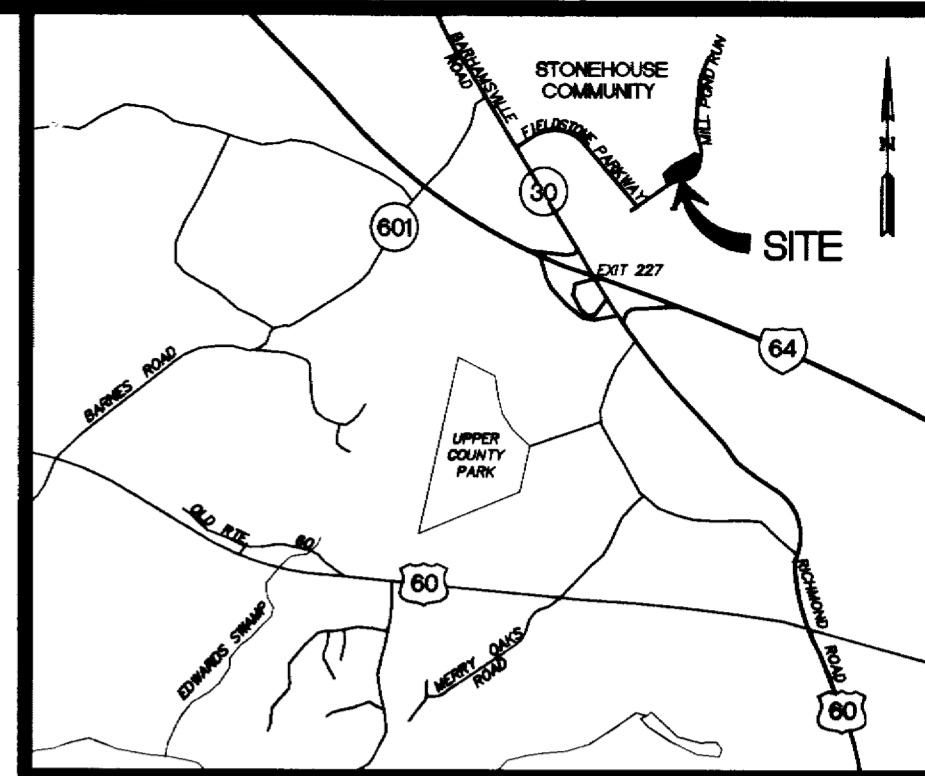 BARHAMSVILLE
ROAD
STONEHOUSE
COMMUNITY
MILL POND RUN
FIELDSTONE PARKWAY
N
30
601
SITE
EXIT 227
64
BARNES ROAD
UPPER
COUNTY
PARK
OLD RTE 60
60
EDWARDS SWAMP
MERRY OAKS
ROAD
RICHMOND ROAD
60